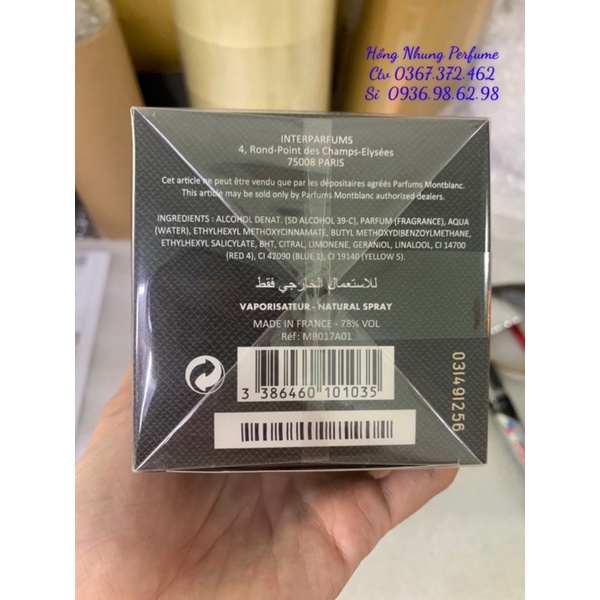 Hồng Nhung Perfume
Ctv 0367.372.462
Sỉ 0936.98.62.98
INTERPARFUMS
4, Rond-Point des Champs-Elysées
75008 PARIS
Cet article ne peut être vendu que par les dépositaires agréés Parfums Montblanc.
This article may be sold only by Parfums Montblanc authorized dealers.
INGREDIENTS : ALCOHOL DENAT. (SD ALCOHOL 39-C), PARFUM (FRAGRANCE), AQUA
(WATER), ETHYLHEXYL METHOXYCINNAMATE, BUTYL METHOXYDIBENZOYLMETHANE,
ETHYLHEXYL SALICYLATE, BHT, CITRAL, LIMONENE, GERANIOL, LINALOOL, CI 14700
(RED 4), CI 42090 (BLUE 1), CI 19140 (YELLOW 5).
للاستعمال الخارجي فقط
VAPORISATEUR - NATURAL SPRAY
MADE IN FRANCE - 78% VOL
Réf : MB017A01
3 386460 101035
031491256